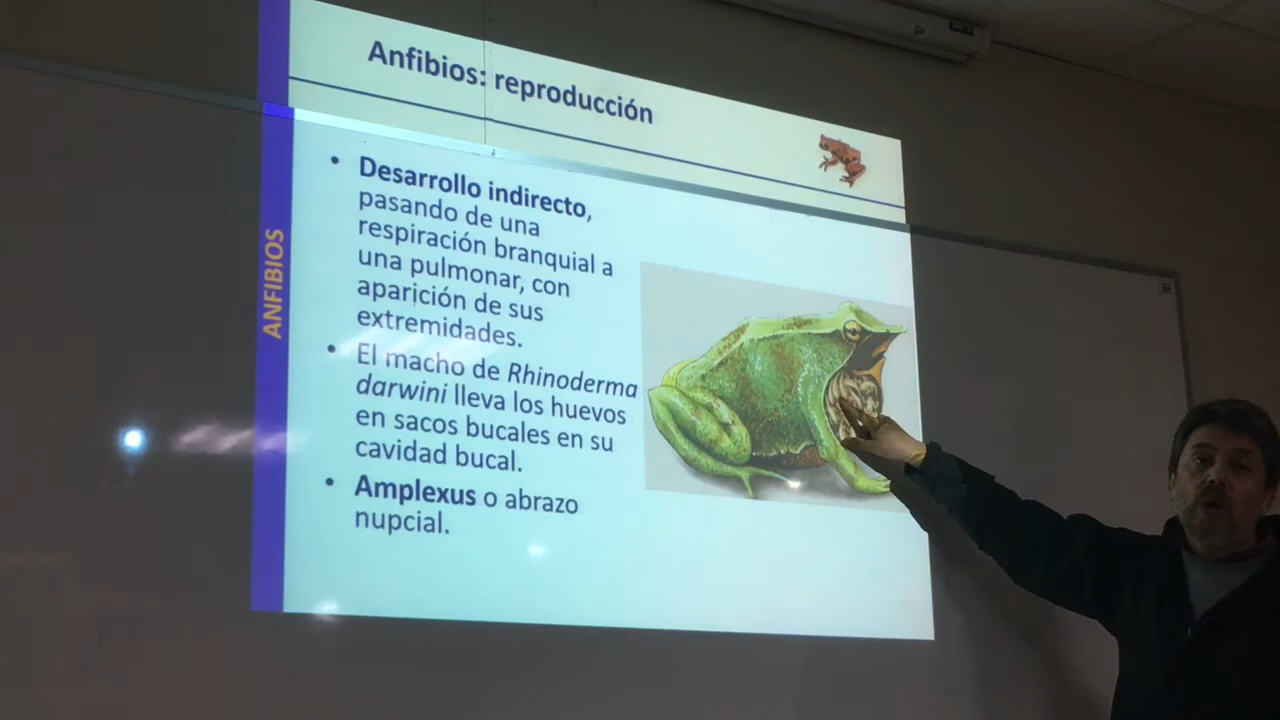 Anfibios: reproducción
ANFIBIOS
• Desarrollo indirecto,
pasando de una
respiración branquial a
una pulmonar, con
aparición de sus
extremidades.
• El macho de Rhinoderma
darwini lleva los huevos
en sacos bucales en su
cavidad bucal.
• Amplexus o abrazo
nupcial.